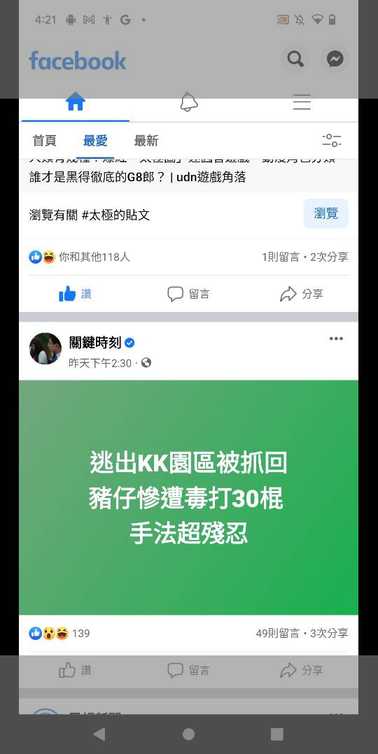 4:21
facebook
首頁
最愛
最新
誰才是黑得徹底的G8郎？ | udn遊戲角落
瀏覽有關 #太極的貼文
瀏覽
你和其他118人
1則留言・2次分享
讚
留言
分享
關鍵時刻
昨天下午2:30 ·
逃出KK園區被抓回
豬仔慘遭毒打30棍
手法超殘忍
139
49則留言・3次分享
讚
留言
分享